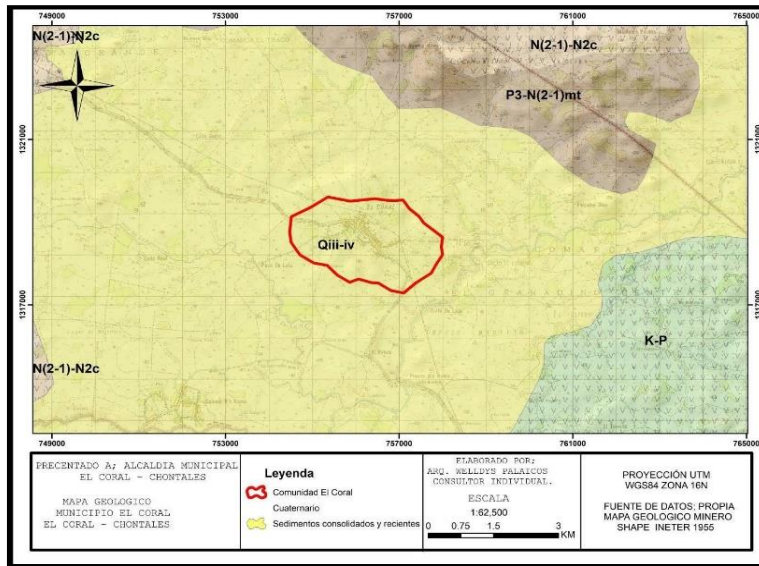 749000 753000 757000 761000 765000
N(2-1)-N2c
N(2-1)-N2c
P3-N(2-1)mt
1321000
1321000
Qiii-iv
1317000
1317000
K-P
N(2-1)-N2c
749000 753000 757000 761000 765000
PRECENTADO A; ALCALDIA MUNICIPAL
EL CORAL - CHONTALES
MAPA GEOLOGICO
MUNICIPIO EL CORAL
EL CORAL - CHONTALES
Leyenda
Comunidad El Coral
Cuaternario
Sedimentos consolidados y recientes
ELABORADO POR;
ARQ. WELLDYS PALAICOS
CONSULTOR INDIVIDUAL.
ESCALA
1:62,500
0 0.75 1.5 3
KM
PROYECCIÓN UTM
WGS84 ZONA 16N
FUENTE DE DATOS; PROPIA
MAPA GEOLOGICO MINERO
SHAPE INETER 1955